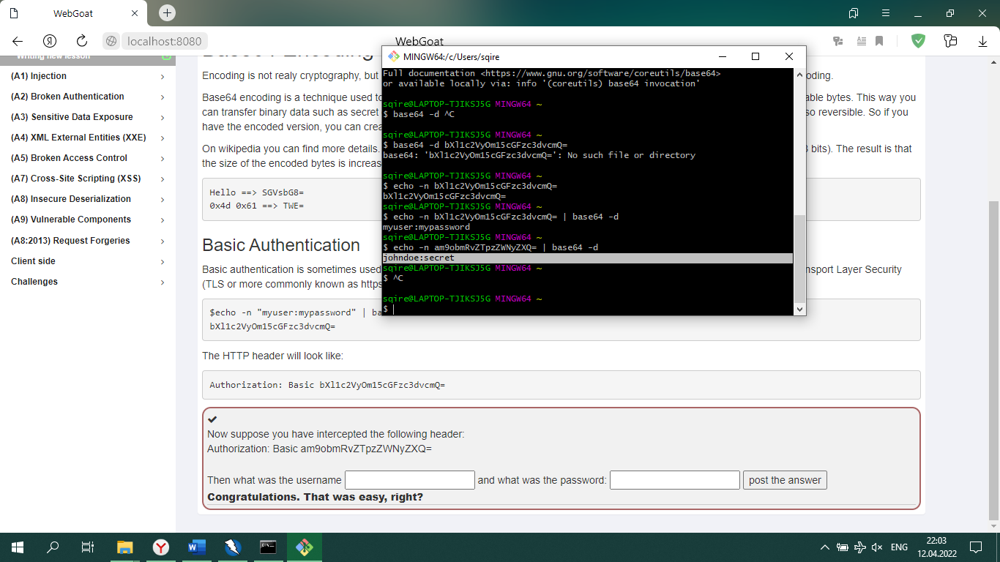 WebGoat
localhost:8080
WebGoat
Writing new lesson
(A1) Injection
(A2) Broken Authentication
(A3) Sensitive Data Exposure
(A4) XML External Entities (XXE)
(A5) Broken Access Control
(A7) Cross-Site Scripting (XSS)
(A8) Insecure Deserialization
(A9) Vulnerable Components
(A8:2013) Request Forgeries
Client side
Challenges
Encoding
Encoding is not realy cryptography, but
oding.
Base64 encoding is a technique used to
able bytes. This way you
can transfer binary data such as secret
so reversible. So if you
have the encoded version, you can crea
On wikipedia you can find more details.
bits). The result is that
the size of the encoded bytes is increas
Hello ==> SGVsbG8=
0x4d 0x61 ==> TWE=
Basic Authentication
Basic authentication is sometimes used
nsport Layer Security
(TLS or more commonly known as https
$echo -n "myuser:mypassword" | ba
bXl1c2VyOm15cGFzc3dvcmQ=
The HTTP header will look like:
Authorization: Basic bXl1c2VyOm15cGFzc3dvcmQ=
Now suppose you have intercepted the following header:
Authorization: Basic am9obmRvZTpzZWNyZXQ=
Then what was the username and what was the password: post the answer
Congratulations. That was easy, right?
MINGW64:/c/Users/sqire
Full documentation <https://www.gnu.org/software/coreutils/base64>
or available locally via: info '(coreutils) base64 invocation'
sqire@LAPTOP-TJIKSJ5G MINGW64 ~
$ base64 -d ^C
sqire@LAPTOP-TJIKSJ5G MINGW64 ~
$ base64 -d bXl1c2VyOm15cGFzc3dvcmQ=
base64: 'bXl1c2VyOm15cGFzc3dvcmQ=': No such file or directory
sqire@LAPTOP-TJIKSJ5G MINGW64 ~
$ echo -n bXl1c2VyOm15cGFzc3dvcmQ=
bXl1c2VyOm15cGFzc3dvcmQ=
sqire@LAPTOP-TJIKSJ5G MINGW64 ~
$ echo -n bXl1c2VyOm15cGFzc3dvcmQ= | base64 -d
myuser:mypassword
sqire@LAPTOP-TJIKSJ5G MINGW64 ~
$ echo -n am9obmRvZTpzZWNyZXQ= | base64 -d
johndoe:secret
sqire@LAPTOP-TJIKSJ5G MINGW64 ~
$ ^C
sqire@LAPTOP-TJIKSJ5G MINGW64 ~
$
ENG
22:03
12.04.2022